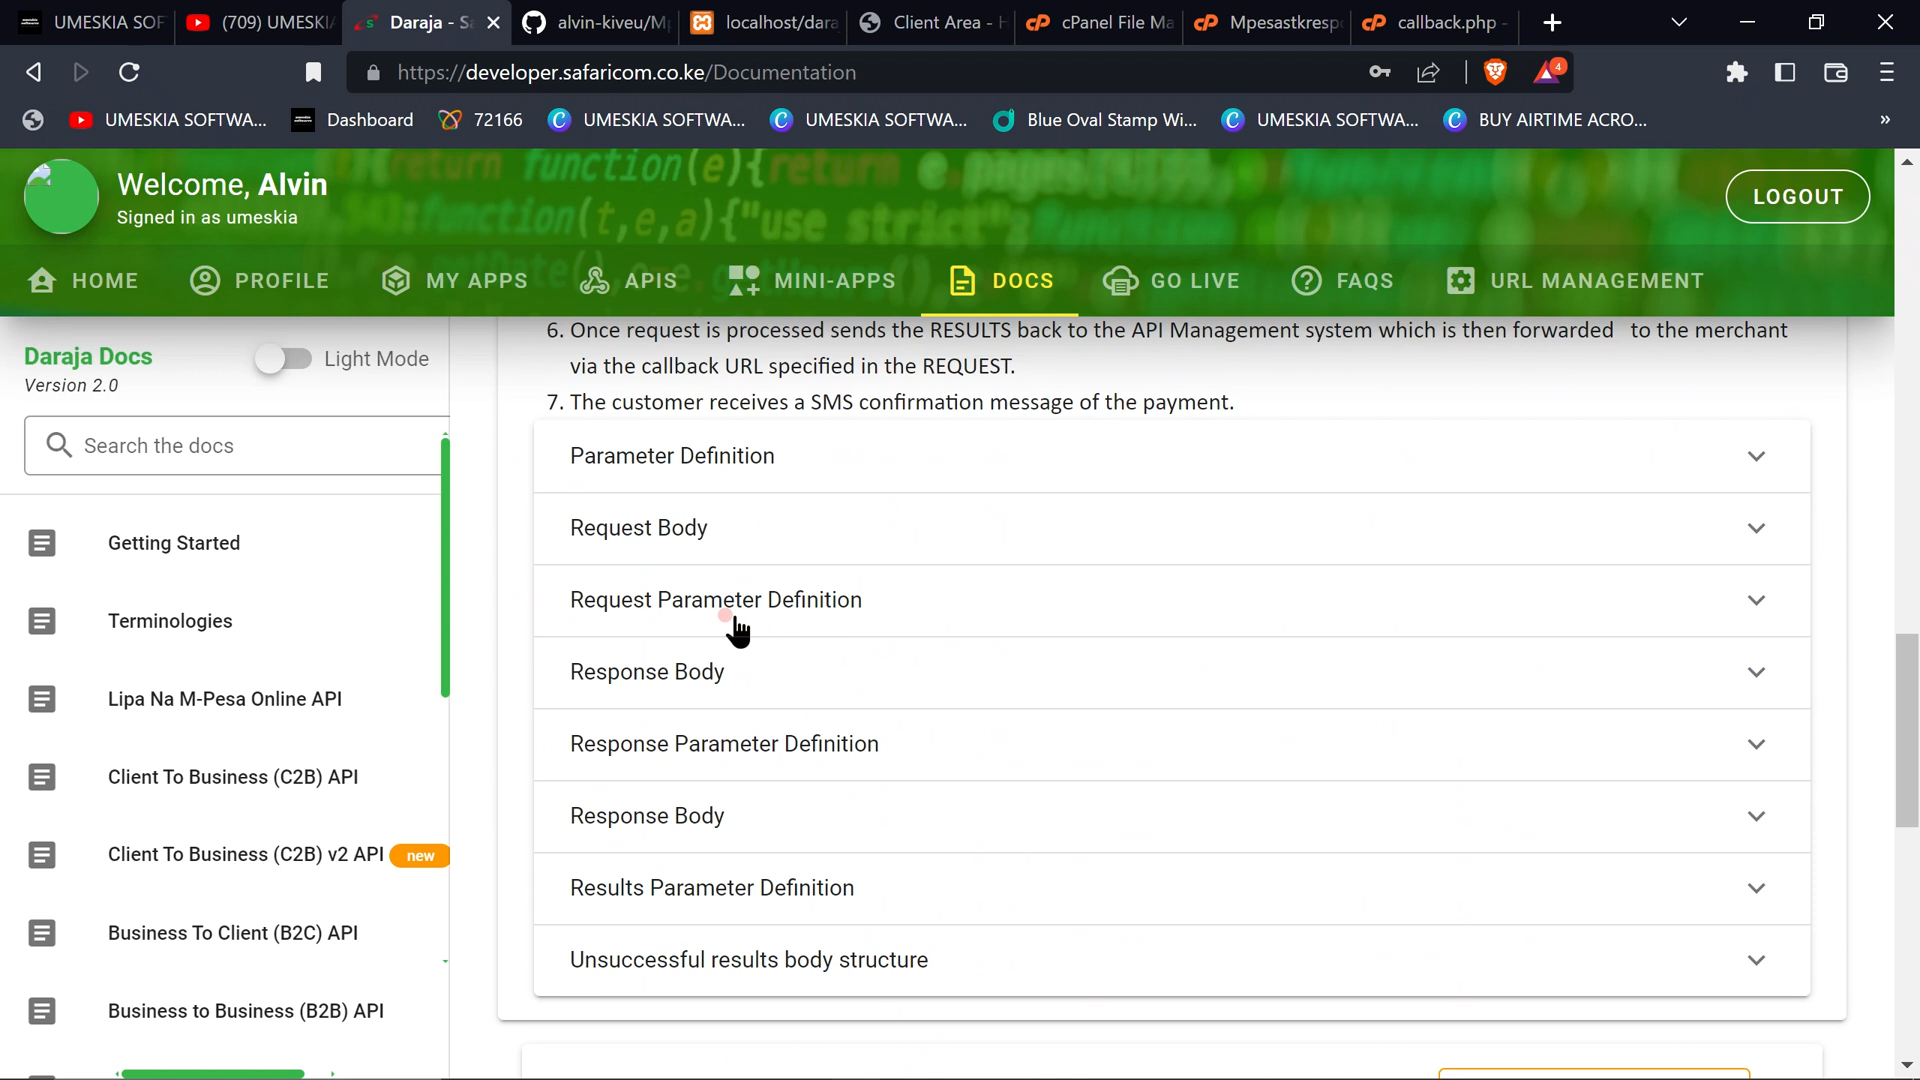 UMESKIA SOF
(709) UMESKIA
Daraja - Sa
alvin-kiveu/Mp
localhost/dara
Client Area - H
cPanel File Ma
Mpesastkrespo
callback.php -
https://developer.safaricom.co.ke/Documentation
4
UMESKIA SOFTWA...
Dashboard
72166
UMESKIA SOFTWA...
UMESKIA SOFTWA...
Blue Oval Stamp Wi...
UMESKIA SOFTWA...
BUY AIRTIME ACRO...
»
Welcome, Alvin
Signed in as umeskia
LOGOUT
HOME
PROFILE
MY APPS
APIS
MINI-APPS
DOCS
GO LIVE
FAQS
URL MANAGEMENT
Daraja Docs
Version 2.0
Light Mode
Search the docs
Getting Started
Terminologies
Lipa Na M-Pesa Online API
Client To Business (C2B) API
Client To Business (C2B) v2 API new
Business To Client (B2C) API
Business to Business (B2B) API
6. Once request is processed sends the RESULTS back to the API Management system which is then forwarded to the merchant
via the callback URL specified in the REQUEST.
7. The customer receives a SMS confirmation message of the payment.
Parameter Definition
Request Body
Request Parameter Definition
Response Body
Response Parameter Definition
Response Body
Results Parameter Definition
Unsuccessful results body structure